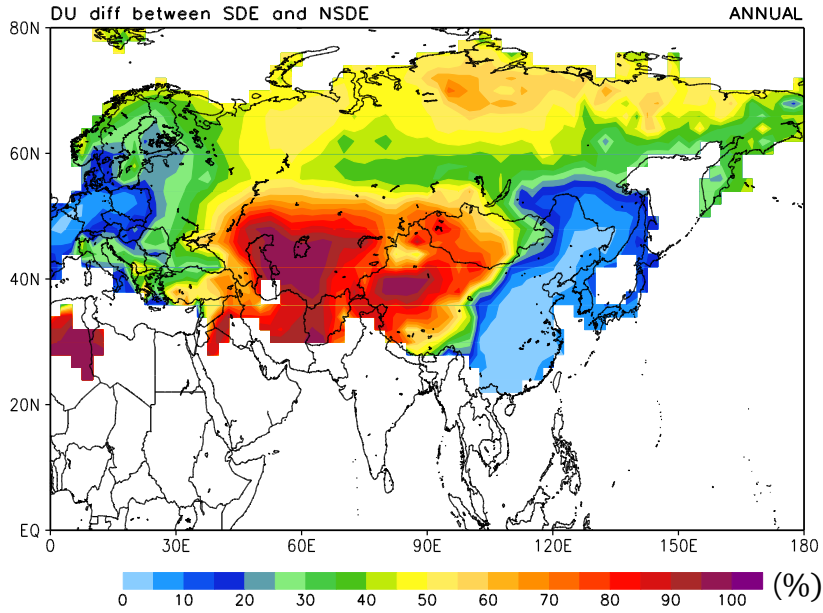 DU diff between SDE and NSDE ANNUAL
80N
60N
40N
20N
EQ
0 30E 60E 90E 120E 150E 180
0 10 20 30 40 50 60 70 80 90 100 (%)